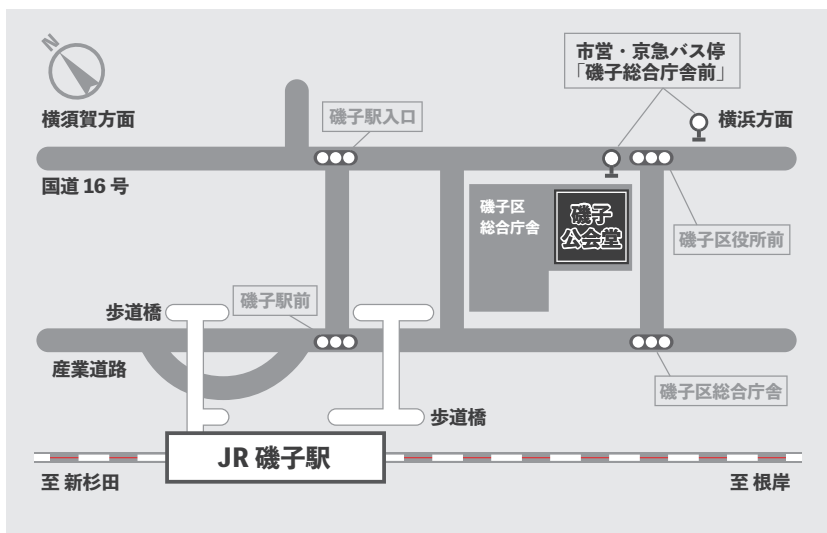 N
市営・京急バス停
「磯子総合庁舎前」
横須賀方面
磯子駅入口
横浜方面
国道 16 号
磯子区
総合庁舎
磯子
公会堂
磯子区役所前
歩道橋
磯子駅前
産業道路
磯子区総合庁舎
歩道橋
JR 磯子駅
至 新杉田
至 根岸